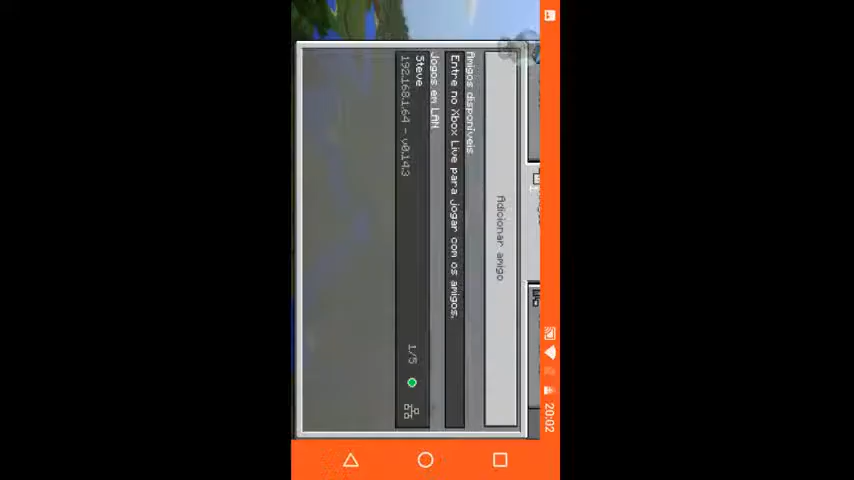 20:02
Adicionar amigo
Amigos disponíveis
Entre no Xbox Live para jogar com os amigos.
Jogos em LAN
Steve
192.168.1.64 - v0.14.3
1/5